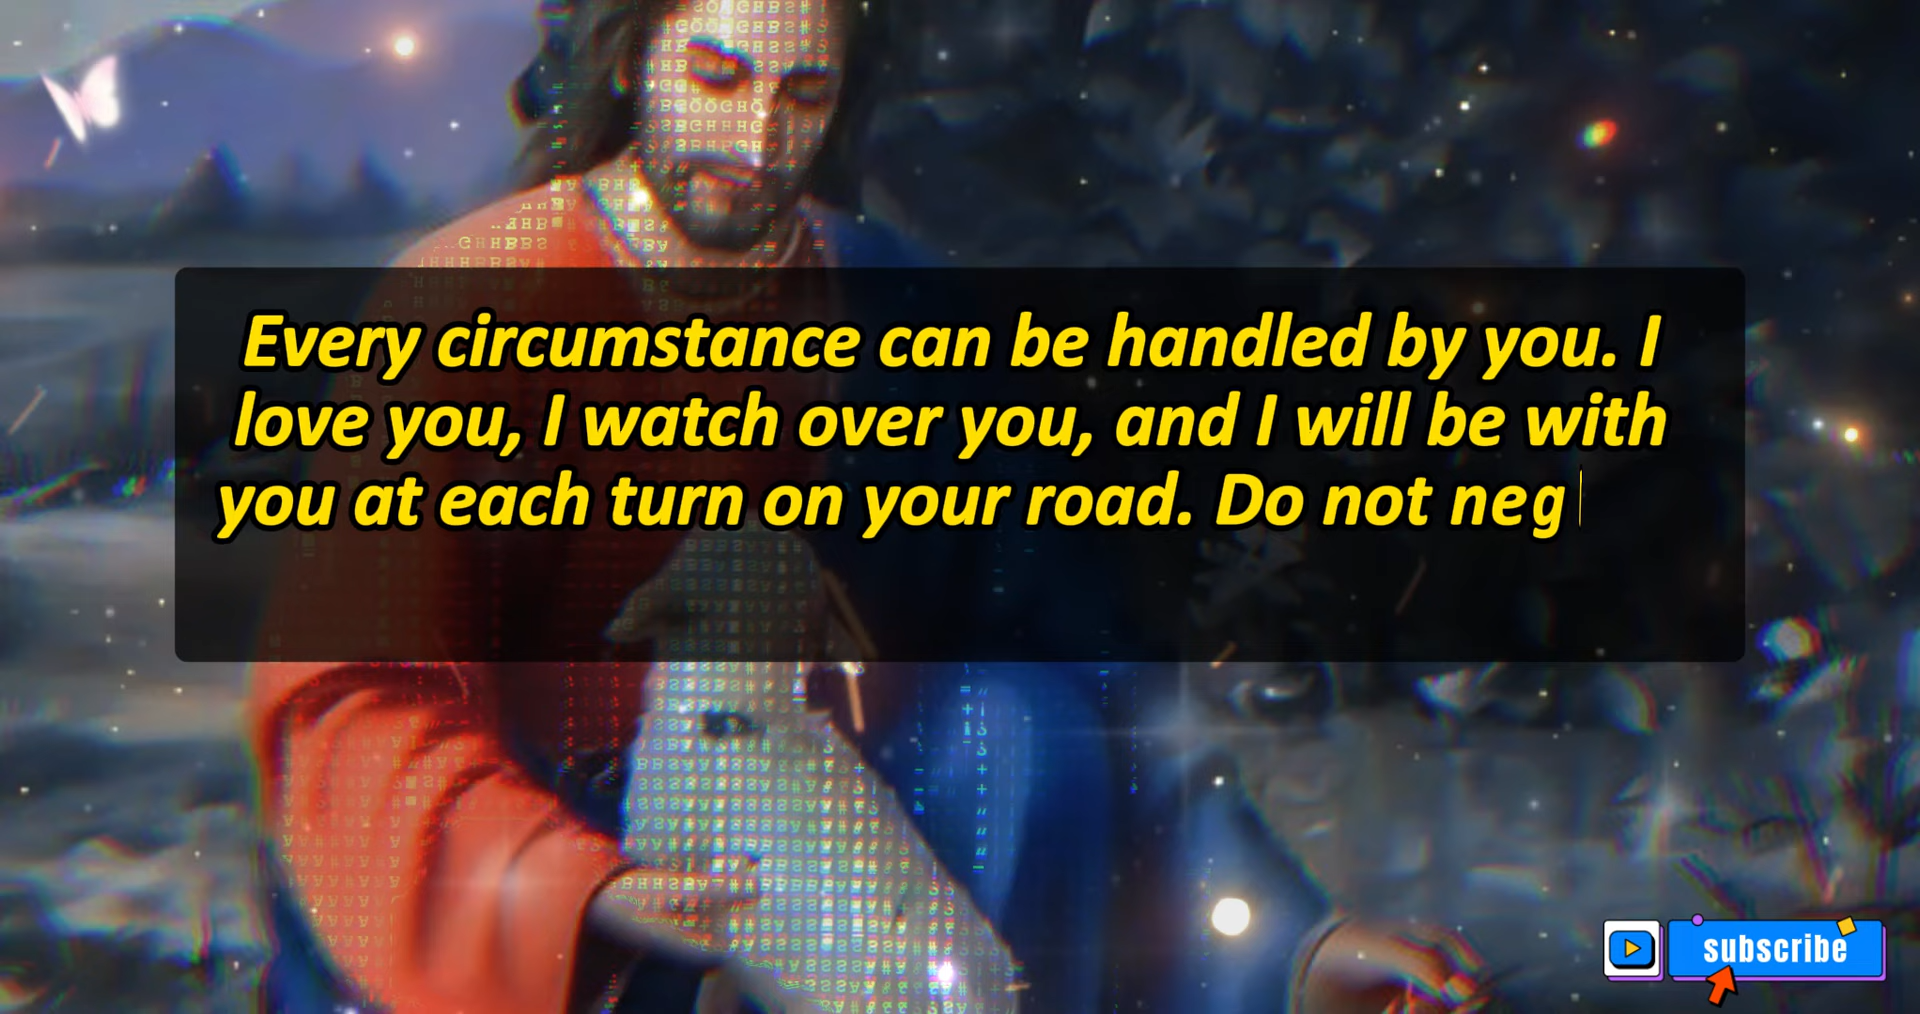 Every circumstance can be handled by you. I
love you, I watch over you, and I will be with
you at each turn on your road. Do not neg
subscribe